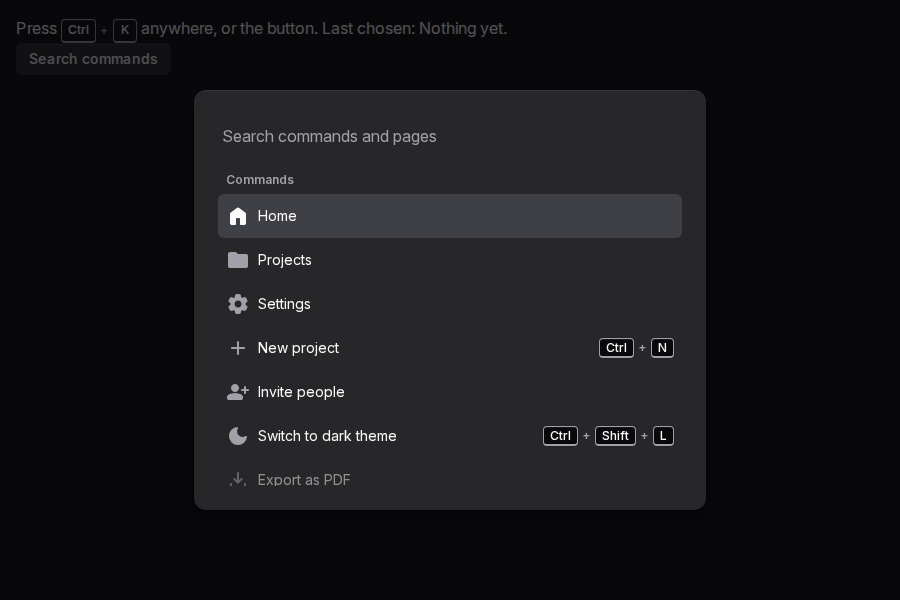 Press Ctrl + K anywhere, or the button. Last chosen: Nothing yet.
Search commands
Search commands and pages
Commands
Home
Projects
Settings
New project Ctrl + N
Invite people
Switch to dark theme Ctrl + Shift + L
Export as PDF